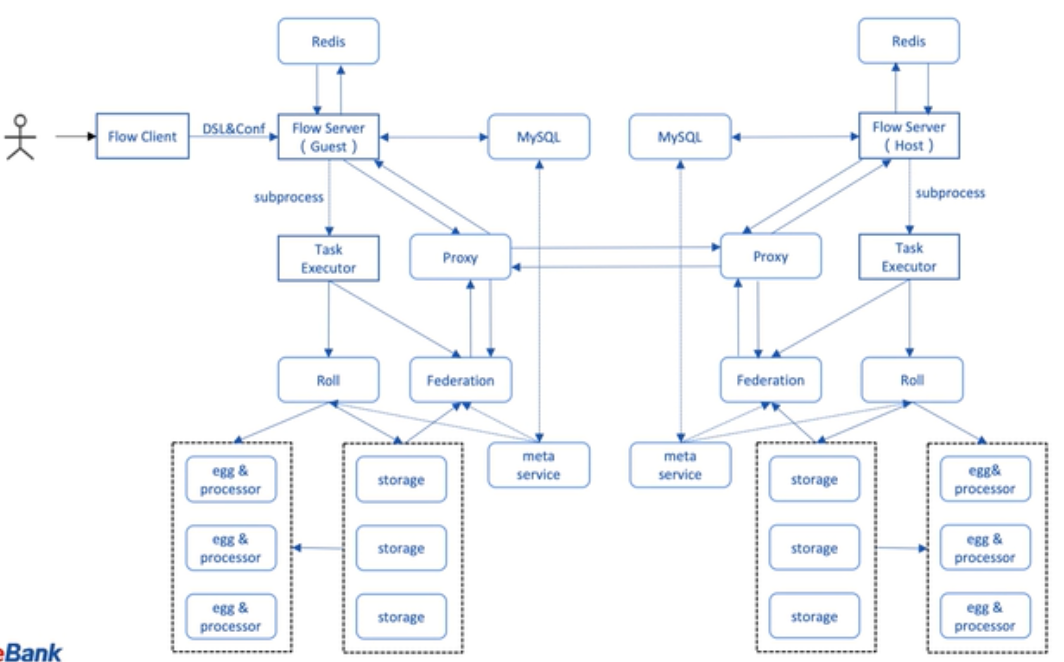 Redis
Redis
Flow Client
DSL&Conf
Flow Server
( Guest )
MySQL
MySQL
Flow Server
( Host )
subprocess
subprocess
Task
Executor
Proxy
Proxy
Task
Executor
Roll
Federation
Federation
Roll
egg &
processor
storage
meta
service
meta
service
storage
egg&
processor
egg &
processor
storage
storage
egg &
processor
egg &
processor
storage
storage
egg &
processor
eBank